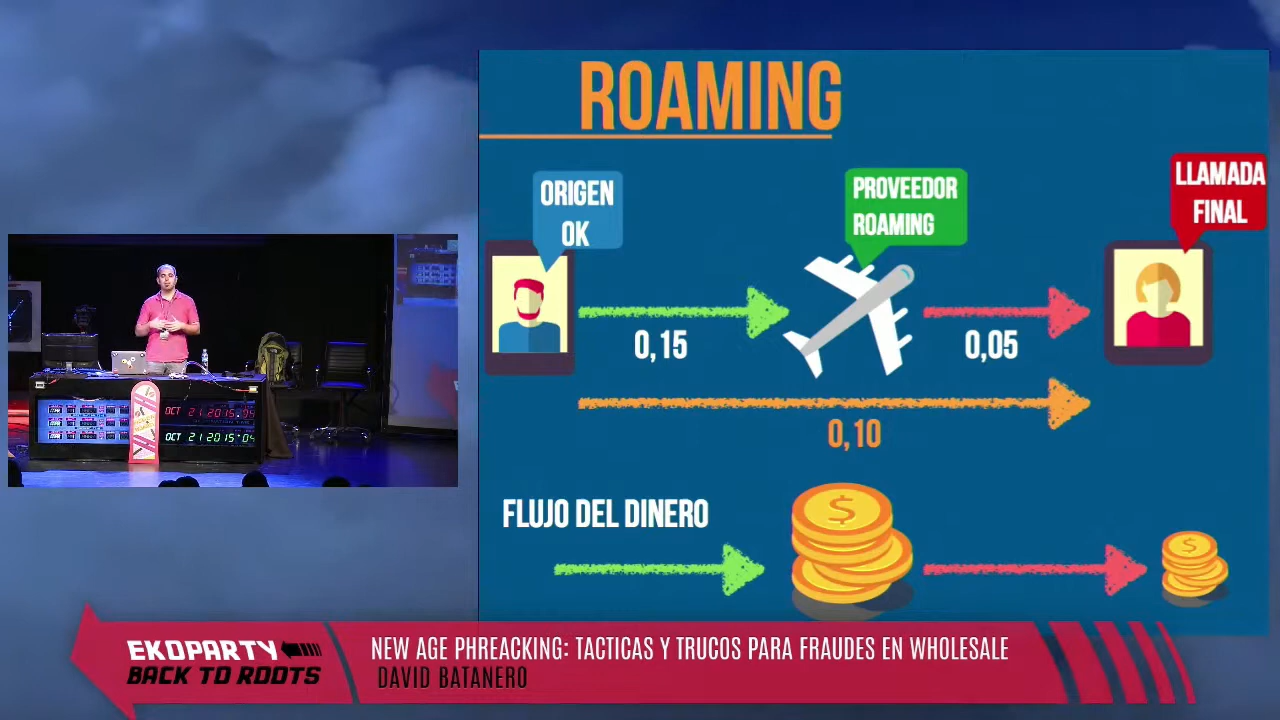 ROAMING
ORIGEN
OK
PROVEEDOR
ROAMING
LLAMADA
FINAL
0,15
0,05
0,10
FLUJO DEL DINERO
$
$
OCT 21 2015
OCT 21 2015
EKOPARTY
BACK TO ROOTS
NEW AGE PHREACKING: TACTICAS Y TRUCOS PARA FRAUDES EN WHOLESALE
DAVID BATANERO